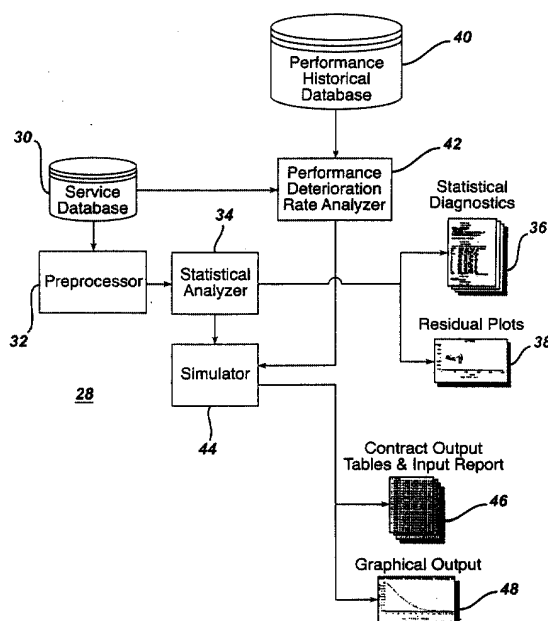 40
Performance
Historical
Database
30
Service
Database
42
Performance
Deterioration
Rate Analyzer
Statistical
Diagnostics
36
34
Preprocessor
Statistical
Analyzer
32
Residual Plots
38
Simulator
28
44
Contract Output
Tables & Input Report
46
Graphical Output
48